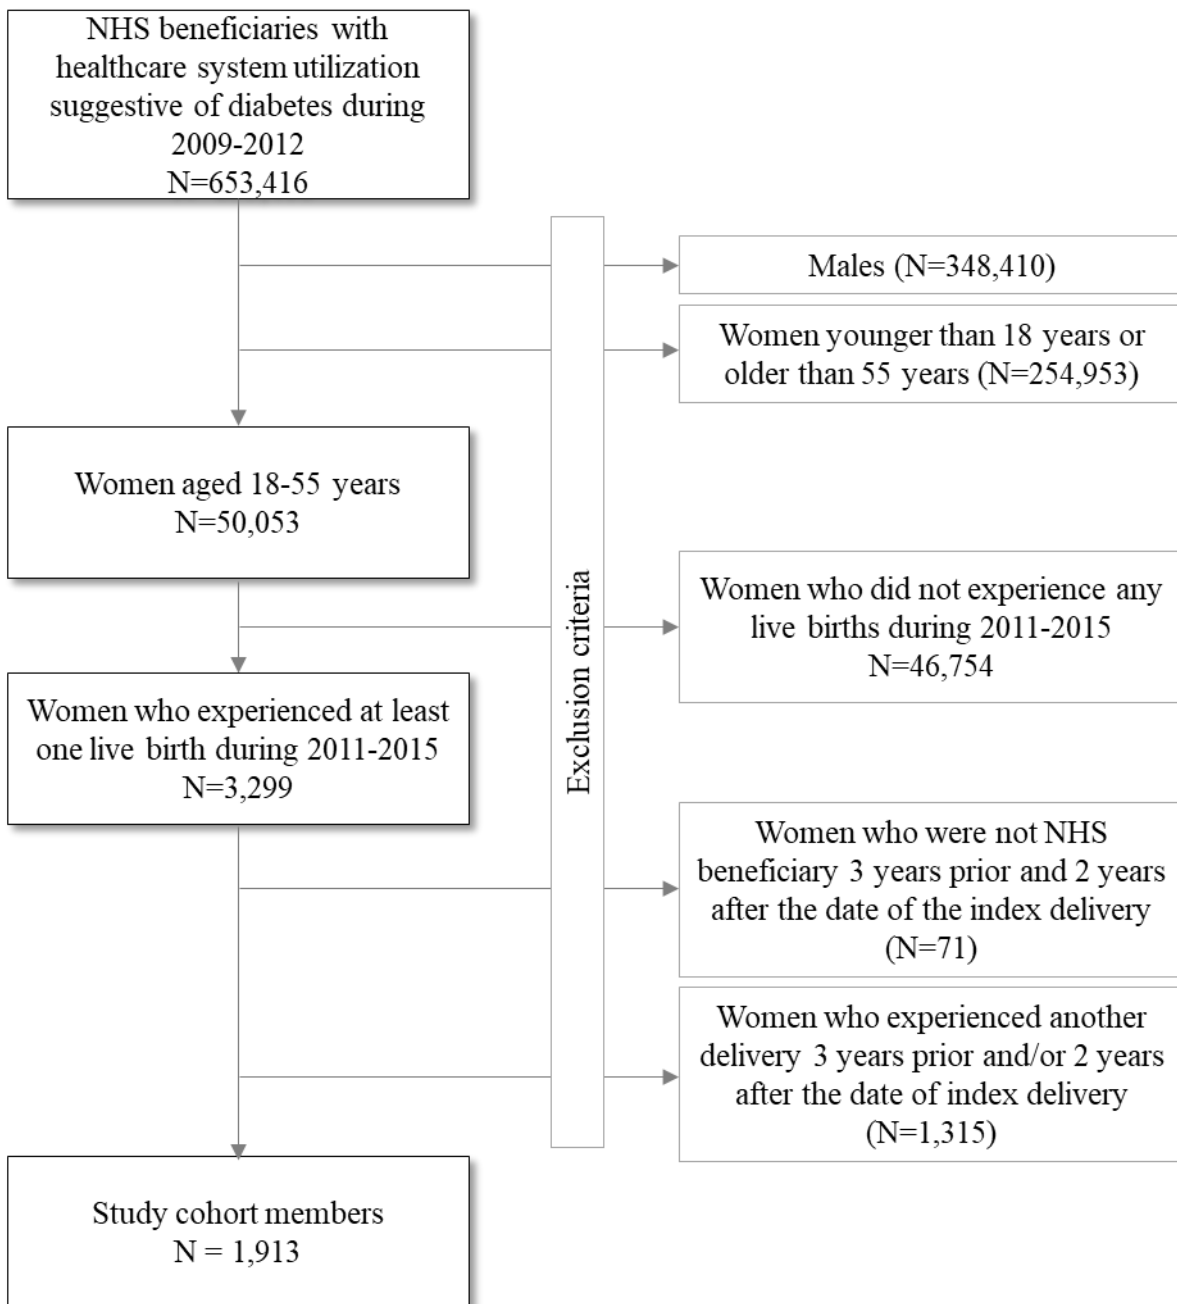 NHS beneficiaries with
healthcare system utilization
suggestive of diabetes during
2009-2012
N=653,416
Males (N=348,410)
Women younger than 18 years or
older than 55 years (N=254,953)
Women aged 18-55 years
N=50,053
Exclusion criteria
Women who did not experience any
live births during 2011-2015
N=46,754
Women who experienced at least
one live birth during 2011-2015
N=3,299
Women who were not NHS
beneficiary 3 years prior and 2 years
after the date of the index delivery
(N=71)
Women who experienced another
delivery 3 years prior and/or 2 years
after the date of index delivery
(N=1,315)
Study cohort members
N = 1,913